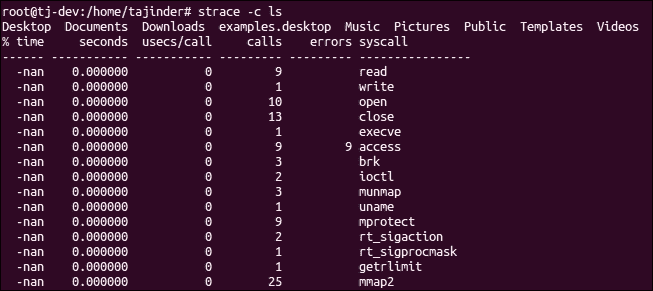 root@tj-dev:/home/tajinder# strace -c ls
Desktop  Documents  Downloads  examples.desktop  Music  Pictures  Public  Templates  Videos
% time     seconds  usecs/call     calls    errors syscall
------ ----------- ----------- --------- --------- ----------------
  -nan    0.000000           0         9           read
  -nan    0.000000           0         1           write
  -nan    0.000000           0        10           open
  -nan    0.000000           0        13           close
  -nan    0.000000           0         1           execve
  -nan    0.000000           0         9         9 access
  -nan    0.000000           0         3           brk
  -nan    0.000000           0         2           ioctl
  -nan    0.000000           0         3           munmap
  -nan    0.000000           0         1           uname
  -nan    0.000000           0         9           mprotect
  -nan    0.000000           0         2           rt_sigaction
  -nan    0.000000           0         1           rt_sigprocmask
  -nan    0.000000           0         1           getrlimit
  -nan    0.000000           0        25           mmap2